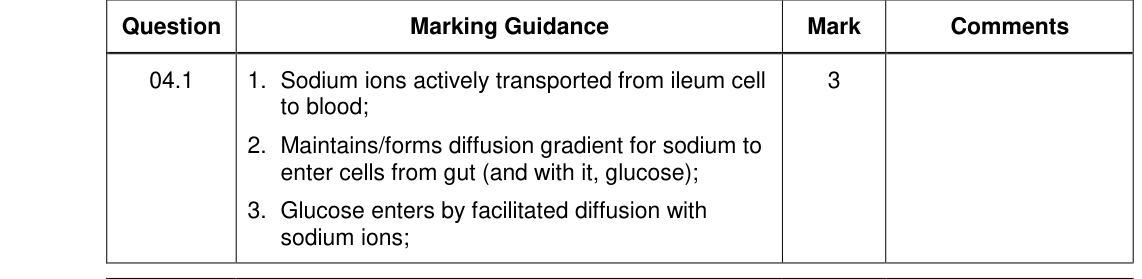 Question Marking Guidance Mark Comments
04.1 1. Sodium ions actively transported from ileum cell 3
to blood;
2. Maintains/forms diffusion gradient for sodium to
enter cells from gut (and with it, glucose);
3. Glucose enters by facilitated diffusion with
sodium ions;